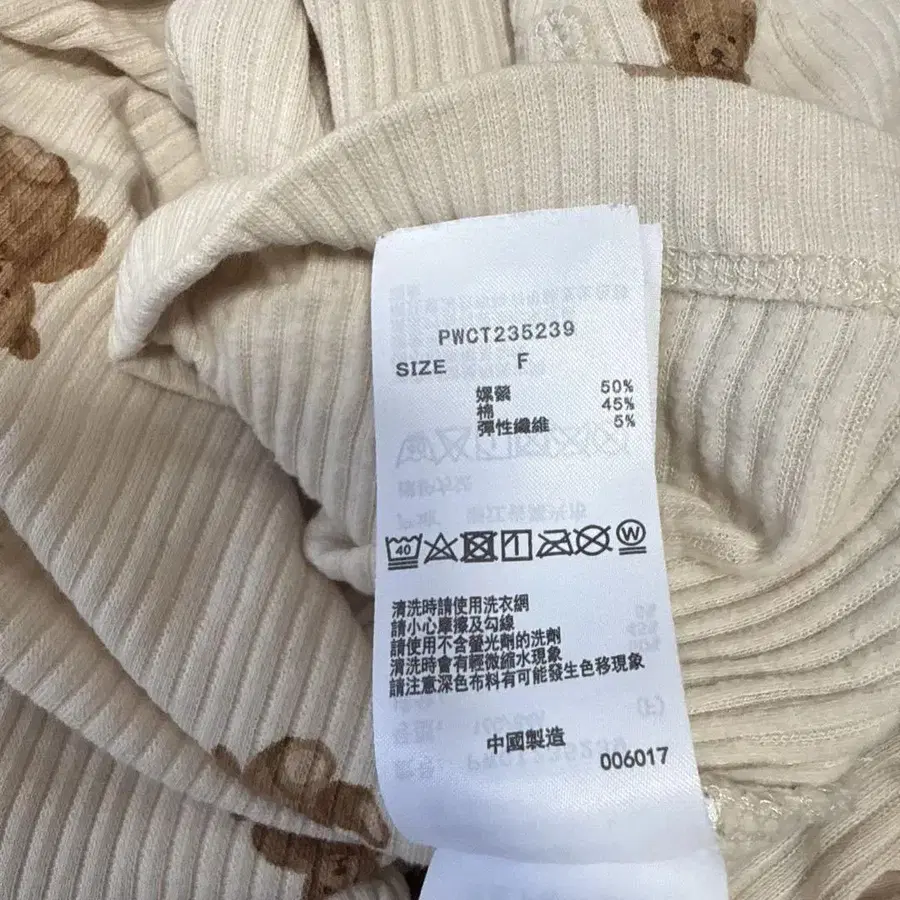 PWCT235239
SIZE F
嫘縈 50%
棉 45%
彈性纖維 5%
40 W
清洗時請使用洗衣網
請小心摩擦及勾線
請使用不含螢光劑的洗劑
清洗時會有輕微縮水現象
請注意深色布料有可能發生色移現象
中國製造
006017